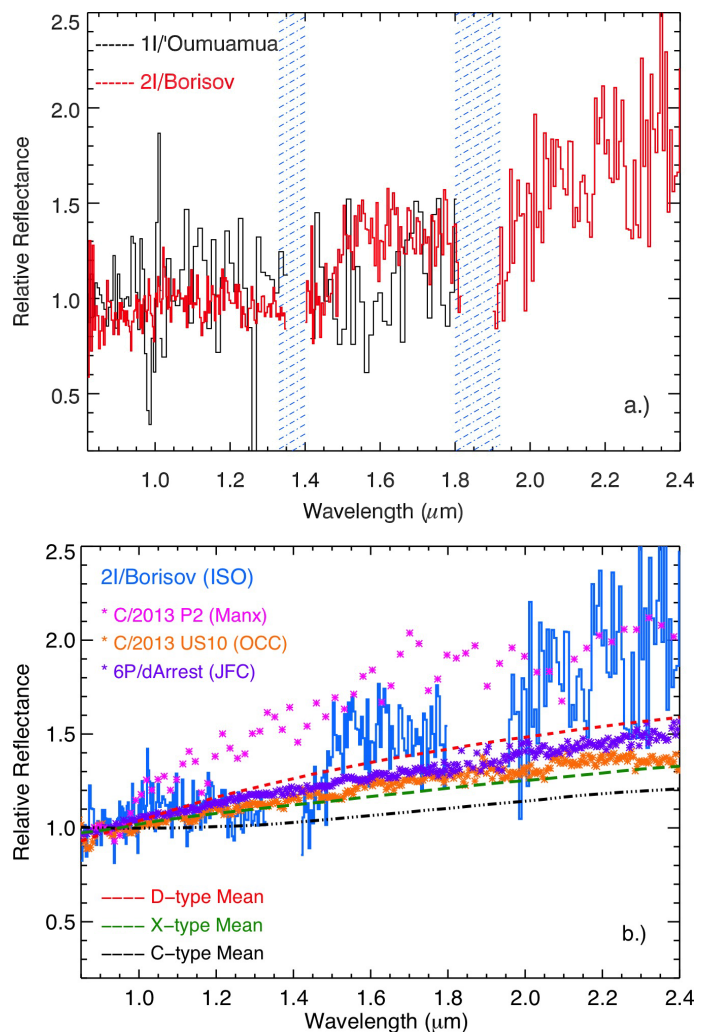 2.5
1I/'Oumuamua
2I/Borisov
2.0
Relative Reflectance
1.5
1.0
0.5
a.)
1.0 1.2 1.4 1.6 1.8 2.0 2.2 2.4
Wavelength (μm)
2.5
2I/Borisov (ISO)
* C/2013 P2 (Manx)
* C/2013 US10 (OCC)
* 6P/dArrest (JFC)
2.0
Relative Reflectance
1.5
1.0
0.5
D-type Mean
X-type Mean
C-type Mean
b.)
1.0 1.2 1.4 1.6 1.8 2.0 2.2 2.4
Wavelength (μm)